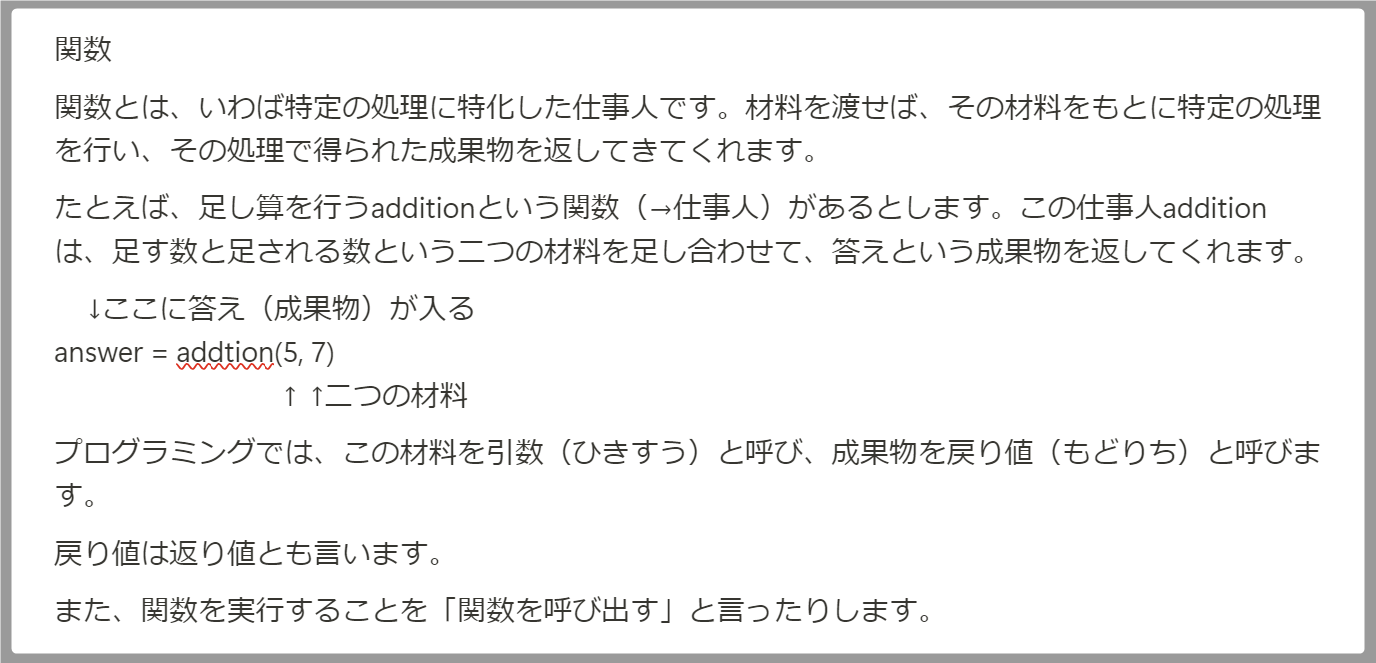 関数
関数とは、いわば特定の処理に特化した仕事人です。材料を渡せば、その材料をもとに特定の処理
を行い、その処理で得られた成果物を返してきてくれます。
たとえば、足し算を行うadditionという関数（→仕事人）があるとします。この仕事人addition
は、足す数と足される数という二つの材料を足し合わせて、答えという成果物を返してくれます。
↓ここに答え（成果物）が入る
answer = addtion(5, 7)
↑ ↑二つの材料
プログラミングでは、この材料を引数（ひきすう）と呼び、成果物を戻り値（もどりち）と呼びま
す。
戻り値は返り値とも言います。
また、関数を実行することを「関数を呼び出す」と言ったりします。